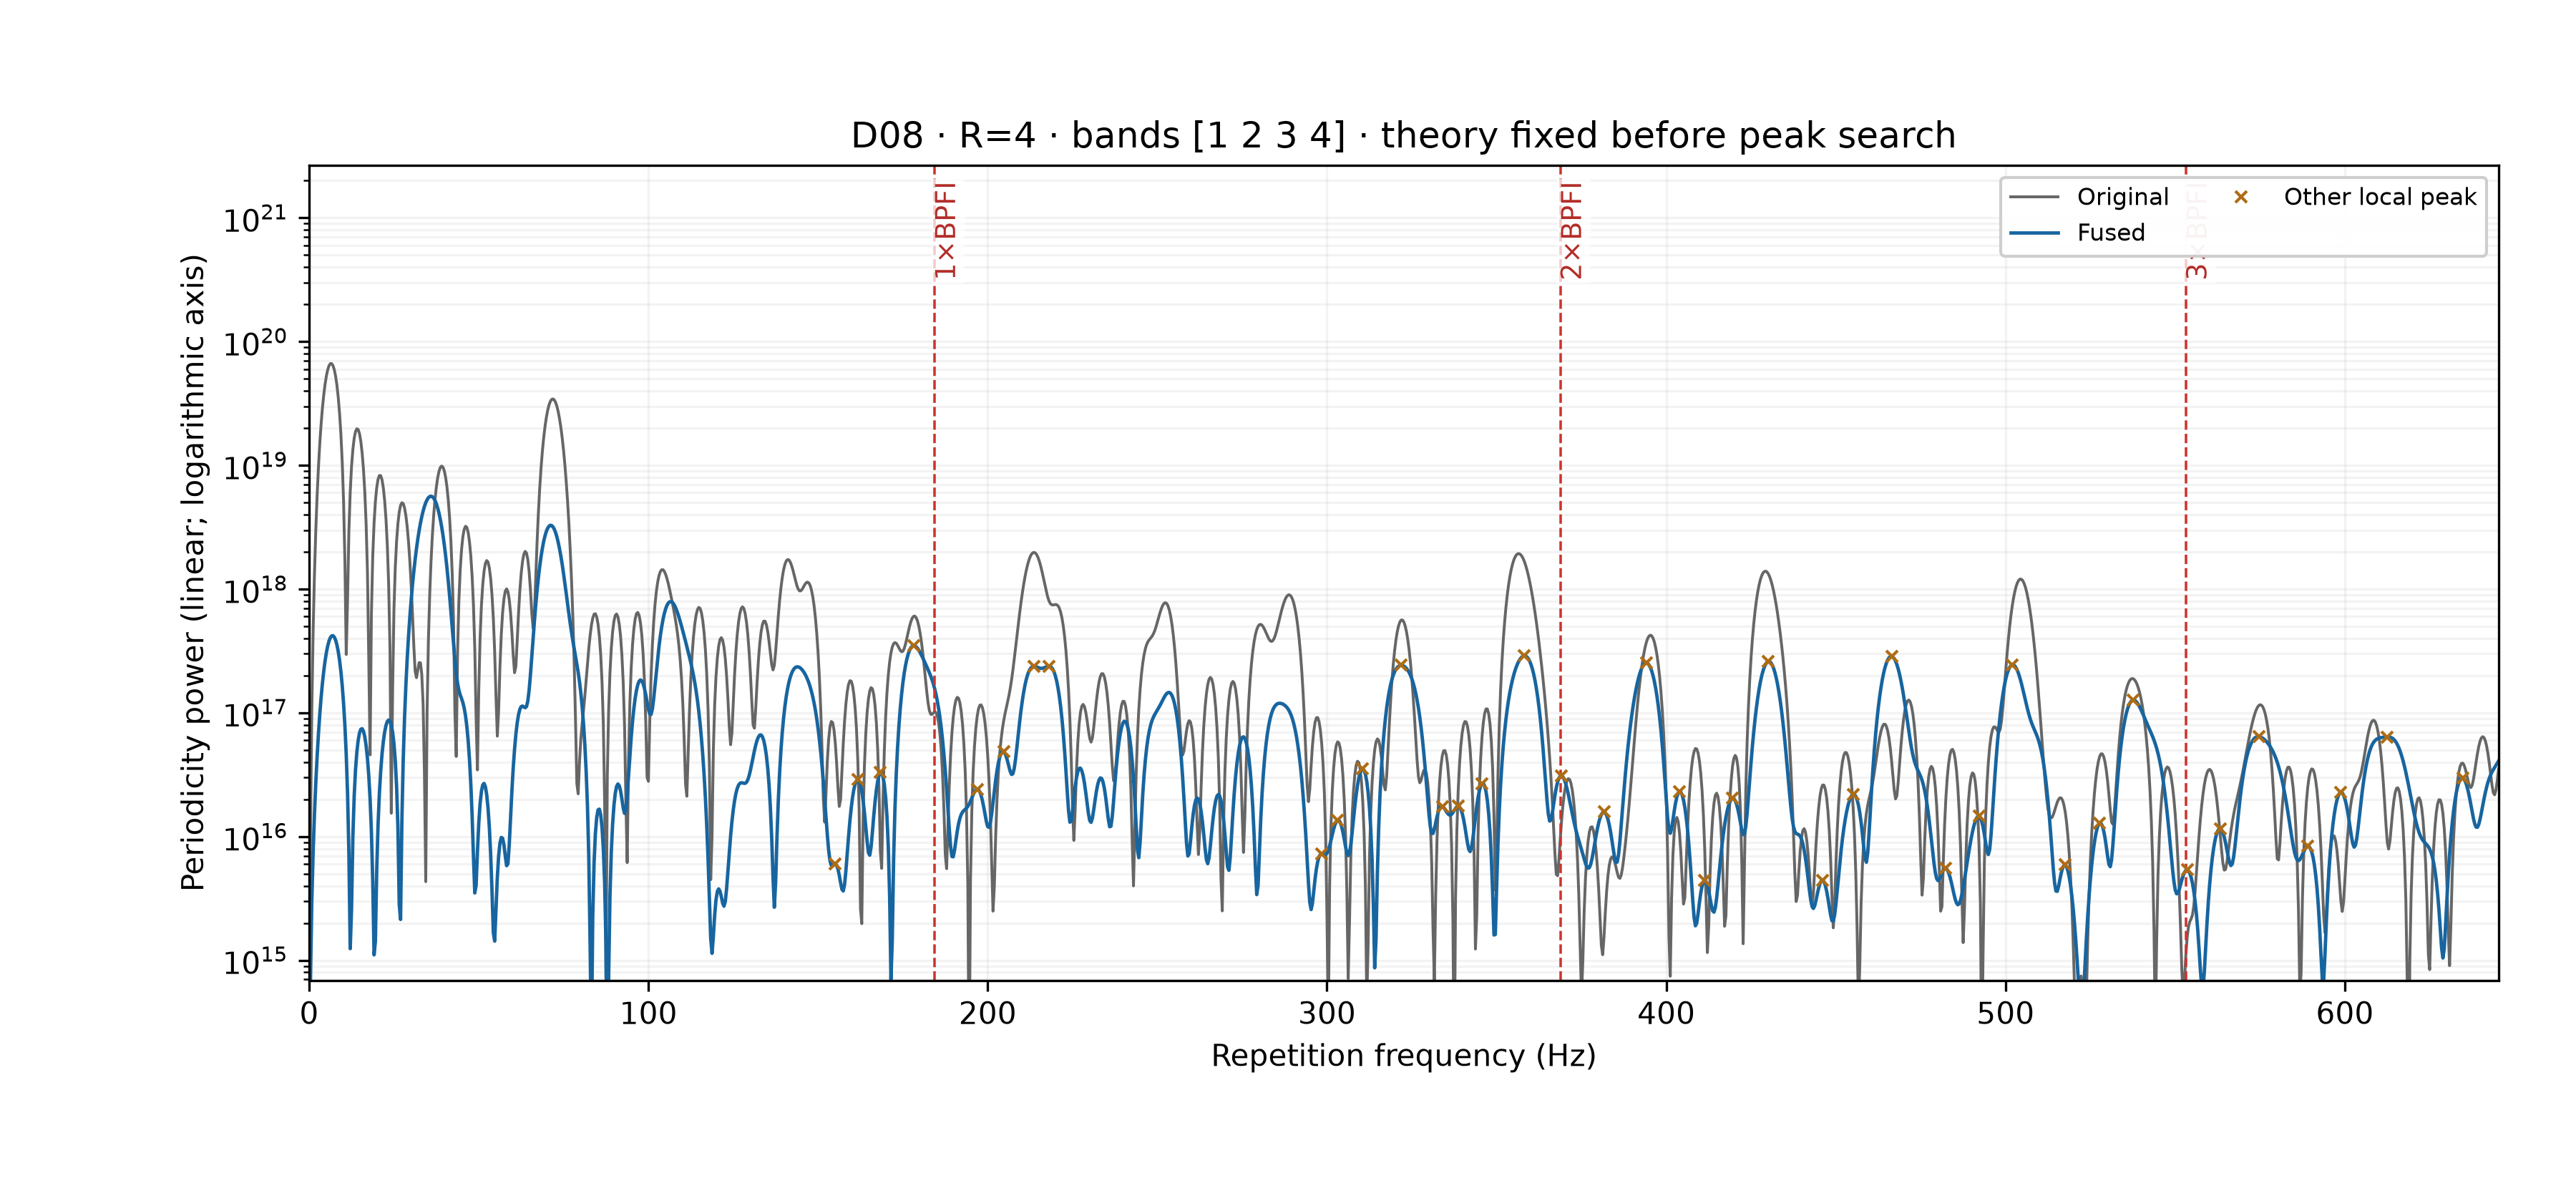 D08 · R=4 · bands [1 2 3 4] · theory fixed before peak search
Periodicity power (linear; logarithmic axis)
10²¹
10²⁰
10¹⁹
10¹⁸
10¹⁷
10¹⁶
10¹⁵
1×BPFI
2×BPFI
3×BPFI
Original
Fused
Other local peak
0 100 200 300 400 500 600
Repetition frequency (Hz)